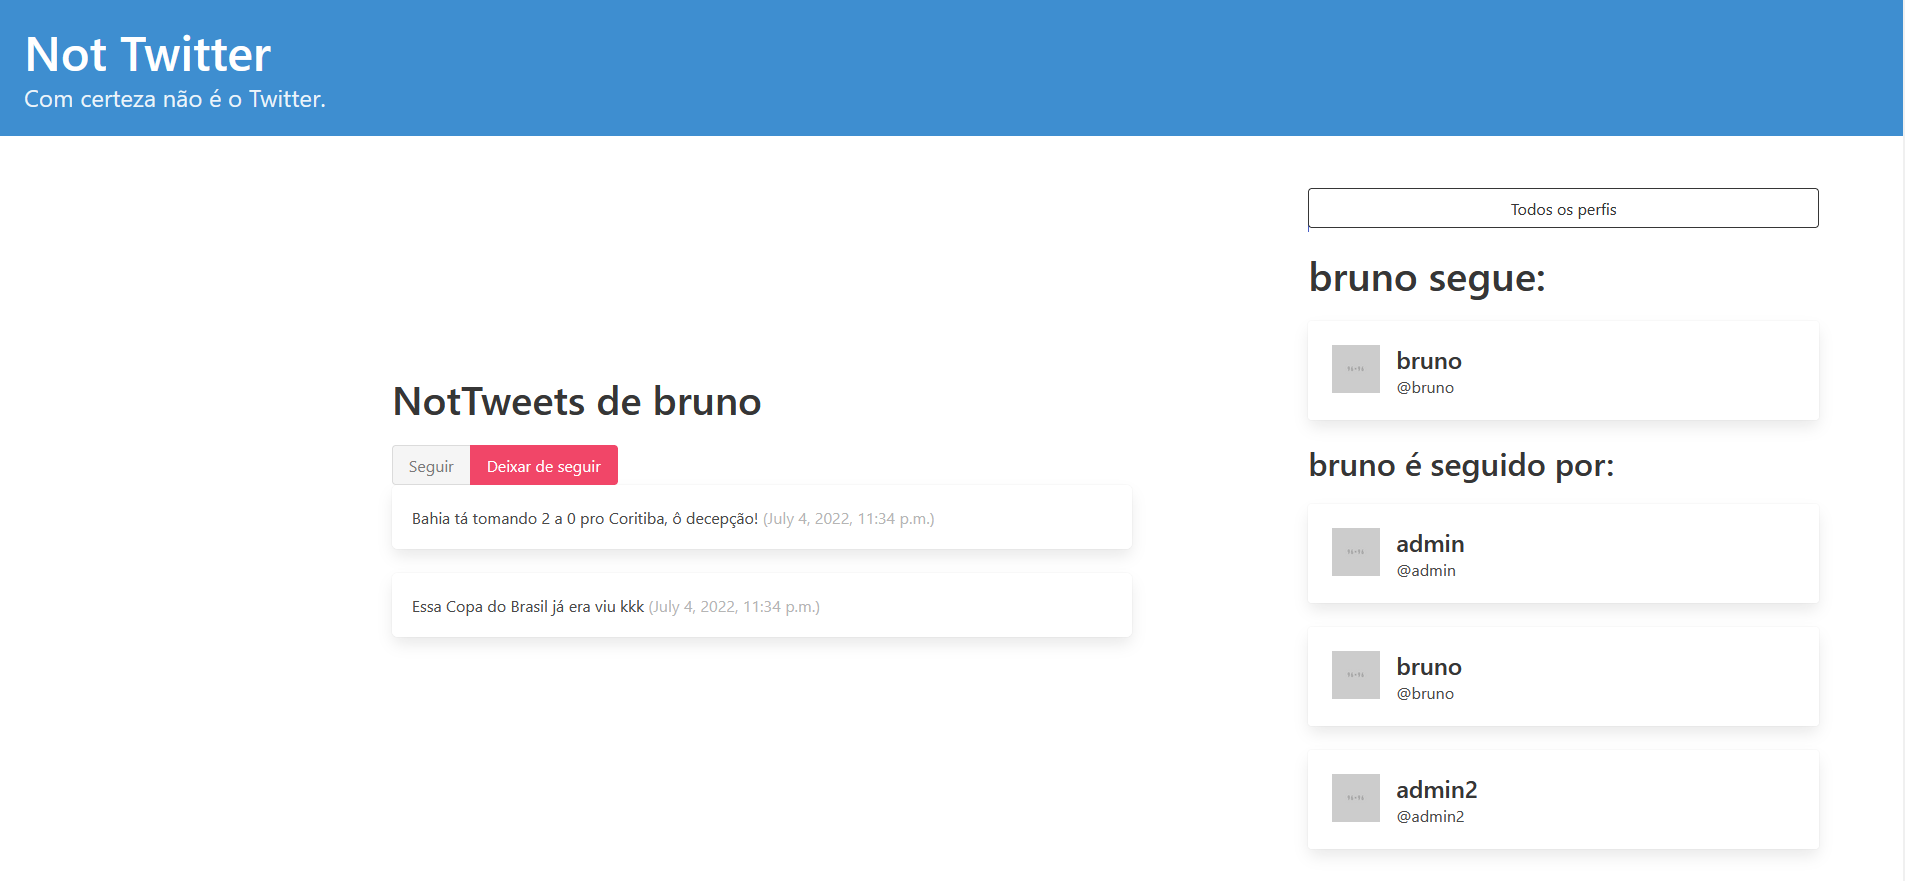 Not Twitter
Com certeza não é o Twitter.
NotTweets de bruno
Seguir
Deixar de seguir
Bahia tá tomando 2 a 0 pro Coritiba, ô decepção! (July 4, 2022, 11:34 p.m.)
Essa Copa do Brasil já era viu kkk (July 4, 2022, 11:34 p.m.)
Todos os perfis
bruno segue:
bruno
@bruno
bruno é seguido por:
admin
@admin
bruno
@bruno
admin2
@admin2